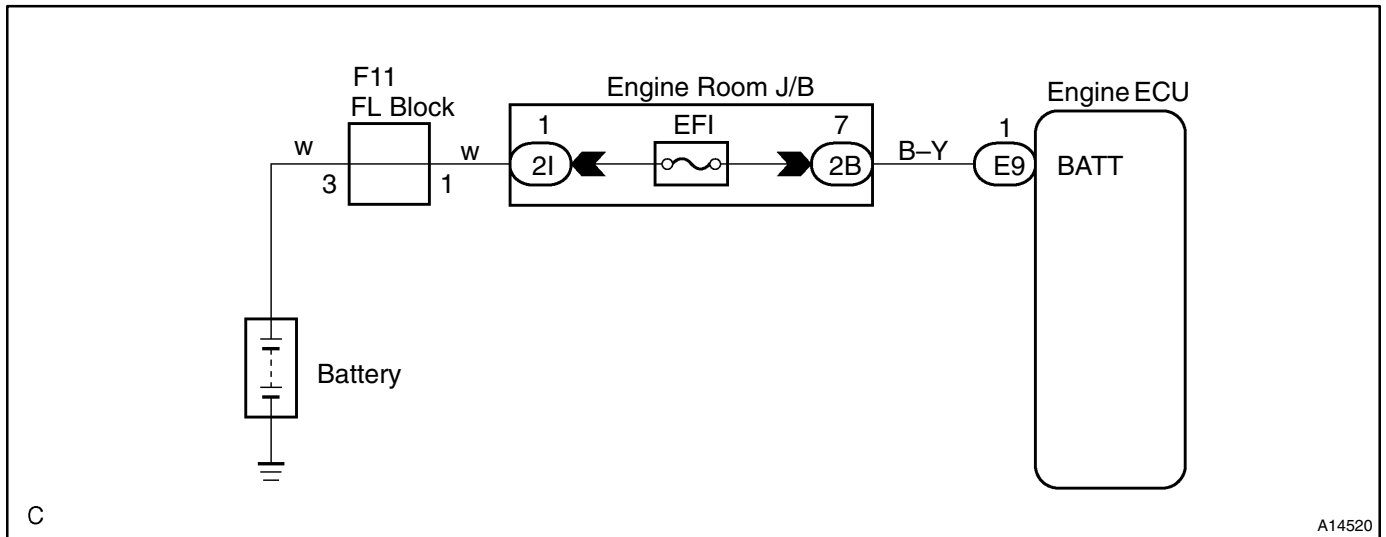 F11
FL Block
Engine Room J/B
Engine ECU
1
EFI
7
1
w
w
2I
2B
B–Y
E9
BATT
3
1
Battery
C
A14520